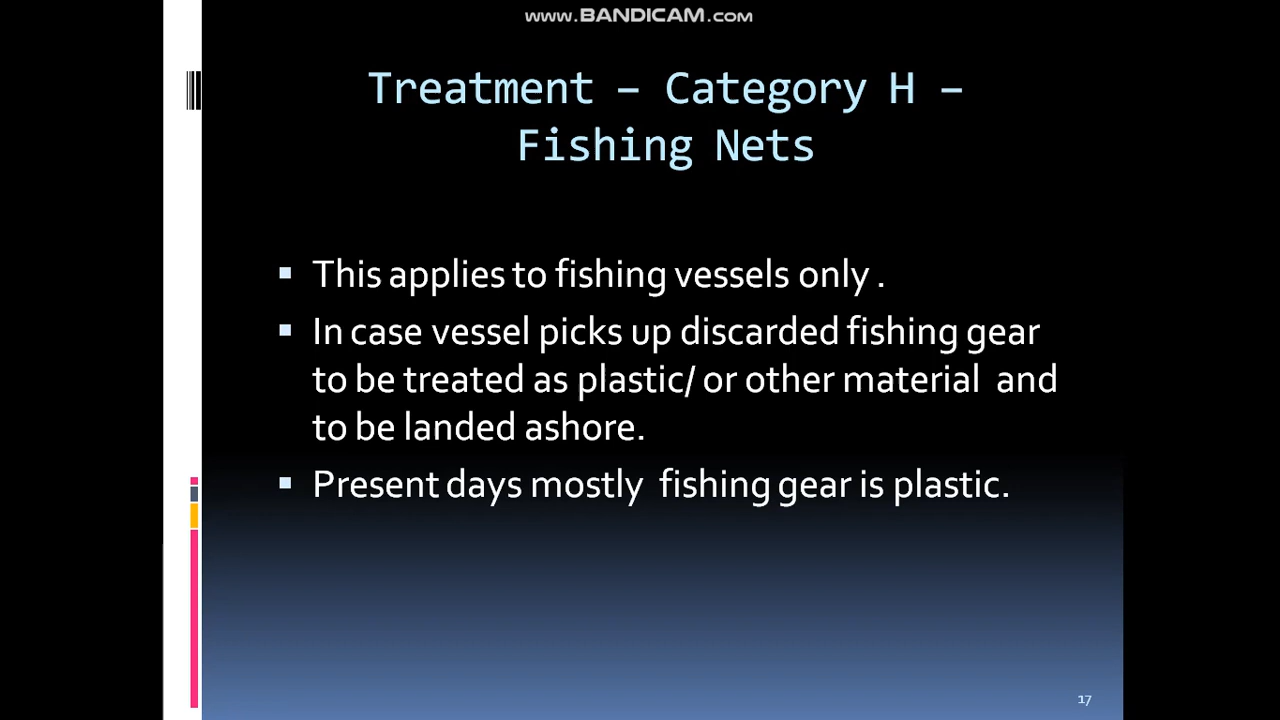 www.BANDICAM.com
Treatment – Category H –
Fishing Nets
▪ This applies to fishing vessels only .
▪ In case vessel picks up discarded fishing gear
to be treated as plastic/ or other material and
to be landed ashore.
▪ Present days mostly fishing gear is plastic.
17